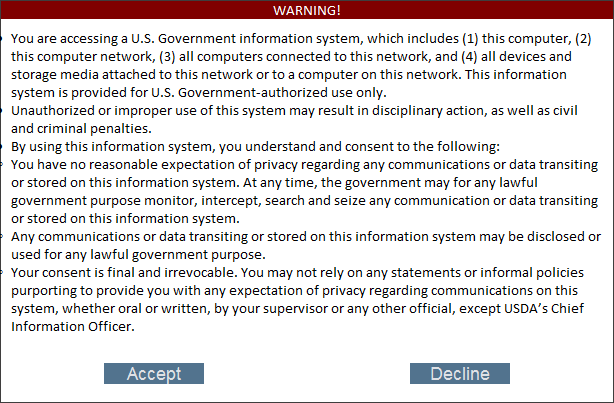 WARNING!
You are accessing a U.S. Government information system, which includes (1) this computer, (2)
this computer network, (3) all computers connected to this network, and (4) all devices and
storage media attached to this network or to a computer on this network. This information
system is provided for U.S. Government-authorized use only.
Unauthorized or improper use of this system may result in disciplinary action, as well as civil
and criminal penalties.
By using this information system, you understand and consent to the following:
You have no reasonable expectation of privacy regarding any communications or data transiting
or stored on this information system. At any time, the government may for any lawful
government purpose monitor, intercept, search and seize any communication or data transiting
or stored on this information system.
Any communications or data transiting or stored on this information system may be disclosed or
used for any lawful government purpose.
Your consent is final and irrevocable. You may not rely on any statements or informal policies
purporting to provide you with any expectation of privacy regarding communications on this
system, whether oral or written, by your supervisor or any other official, except USDA's Chief
Information Officer.
Accept Decline